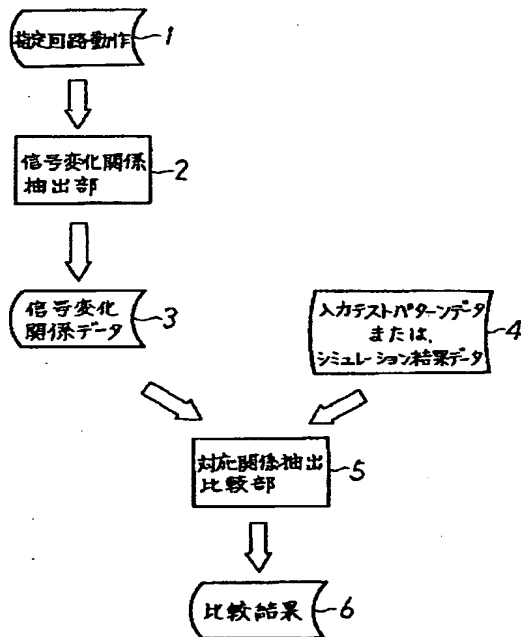 指定回路動作
1
信号変化関係
抽出部
2
信号変化
関係データ
3
入力テストパターンデータ
または、
シミュレーション結果データ
4
対応関係抽出
比較部
5
比較結果
6